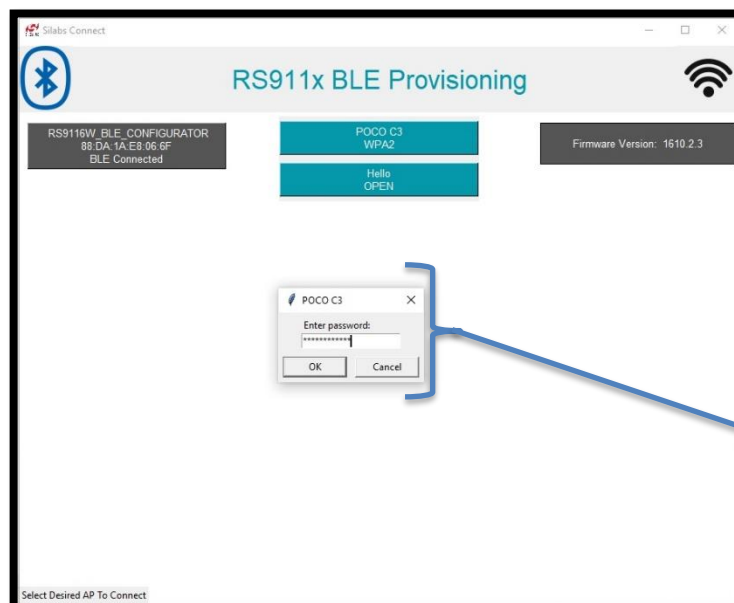 Silabs Connect
RS911x BLE Provisioning
RS9116W_BLE_CONFIGURATOR
88:DA:1A:E8:06:6F
BLE Connected
POCO C3
WPA2
Hello
OPEN
Firmware Version: 1610.2.3
POCO C3
Enter password:
************
OK
Cancel
Select Desired AP To Connect